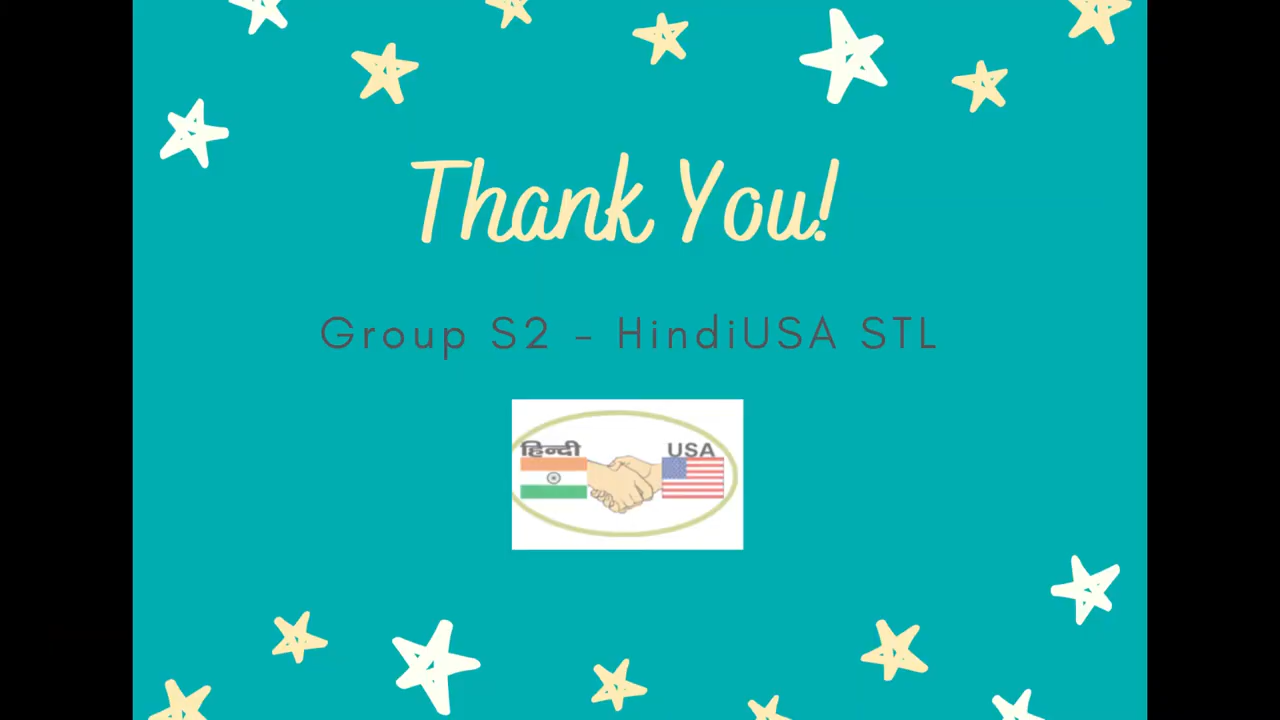 Thank You!
Group S2 - HindiUSA STL
हिन्दी USA